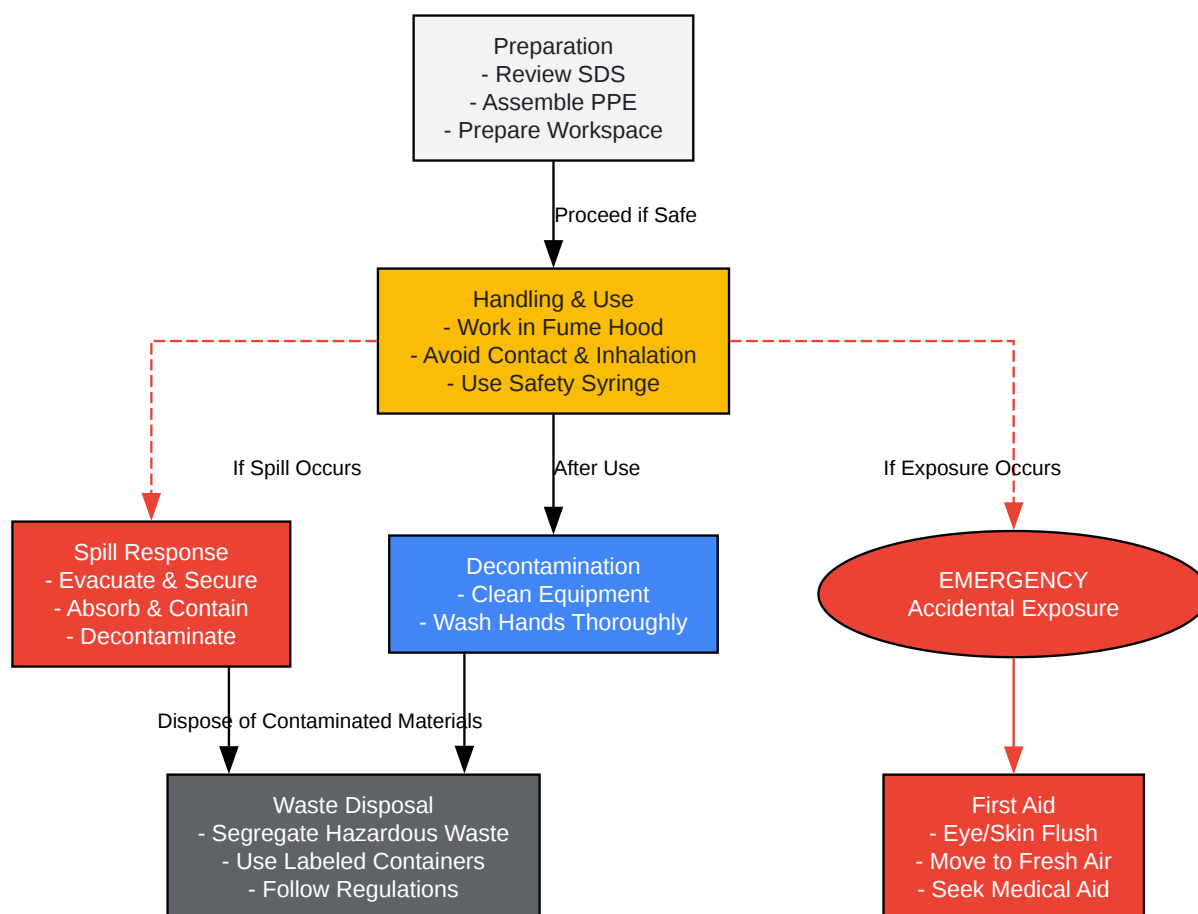 Preparation
- Review SDS
- Assemble PPE
- Prepare Workspace
Proceed if Safe
Handling & Use
- Work in Fume Hood
- Avoid Contact & Inhalation
- Use Safety Syringe
If Spill Occurs
After Use
If Exposure Occurs
Spill Response
- Evacuate & Secure
- Absorb & Contain
- Decontaminate
Decontamination
- Clean Equipment
- Wash Hands Thoroughly
EMERGENCY
Accidental Exposure
Dispose of Contaminated Materials
Waste Disposal
- Segregate Hazardous Waste
- Use Labeled Containers
- Follow Regulations
First Aid
- Eye/Skin Flush
- Move to Fresh Air
- Seek Medical Aid